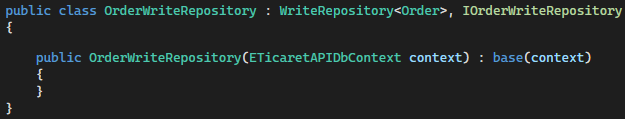 public class OrderWriteRepository : WriteRepository<Order>, IOrderWriteRepository
{
public OrderWriteRepository(ETicaretAPIDbContext context) : base(context)
{
}
}